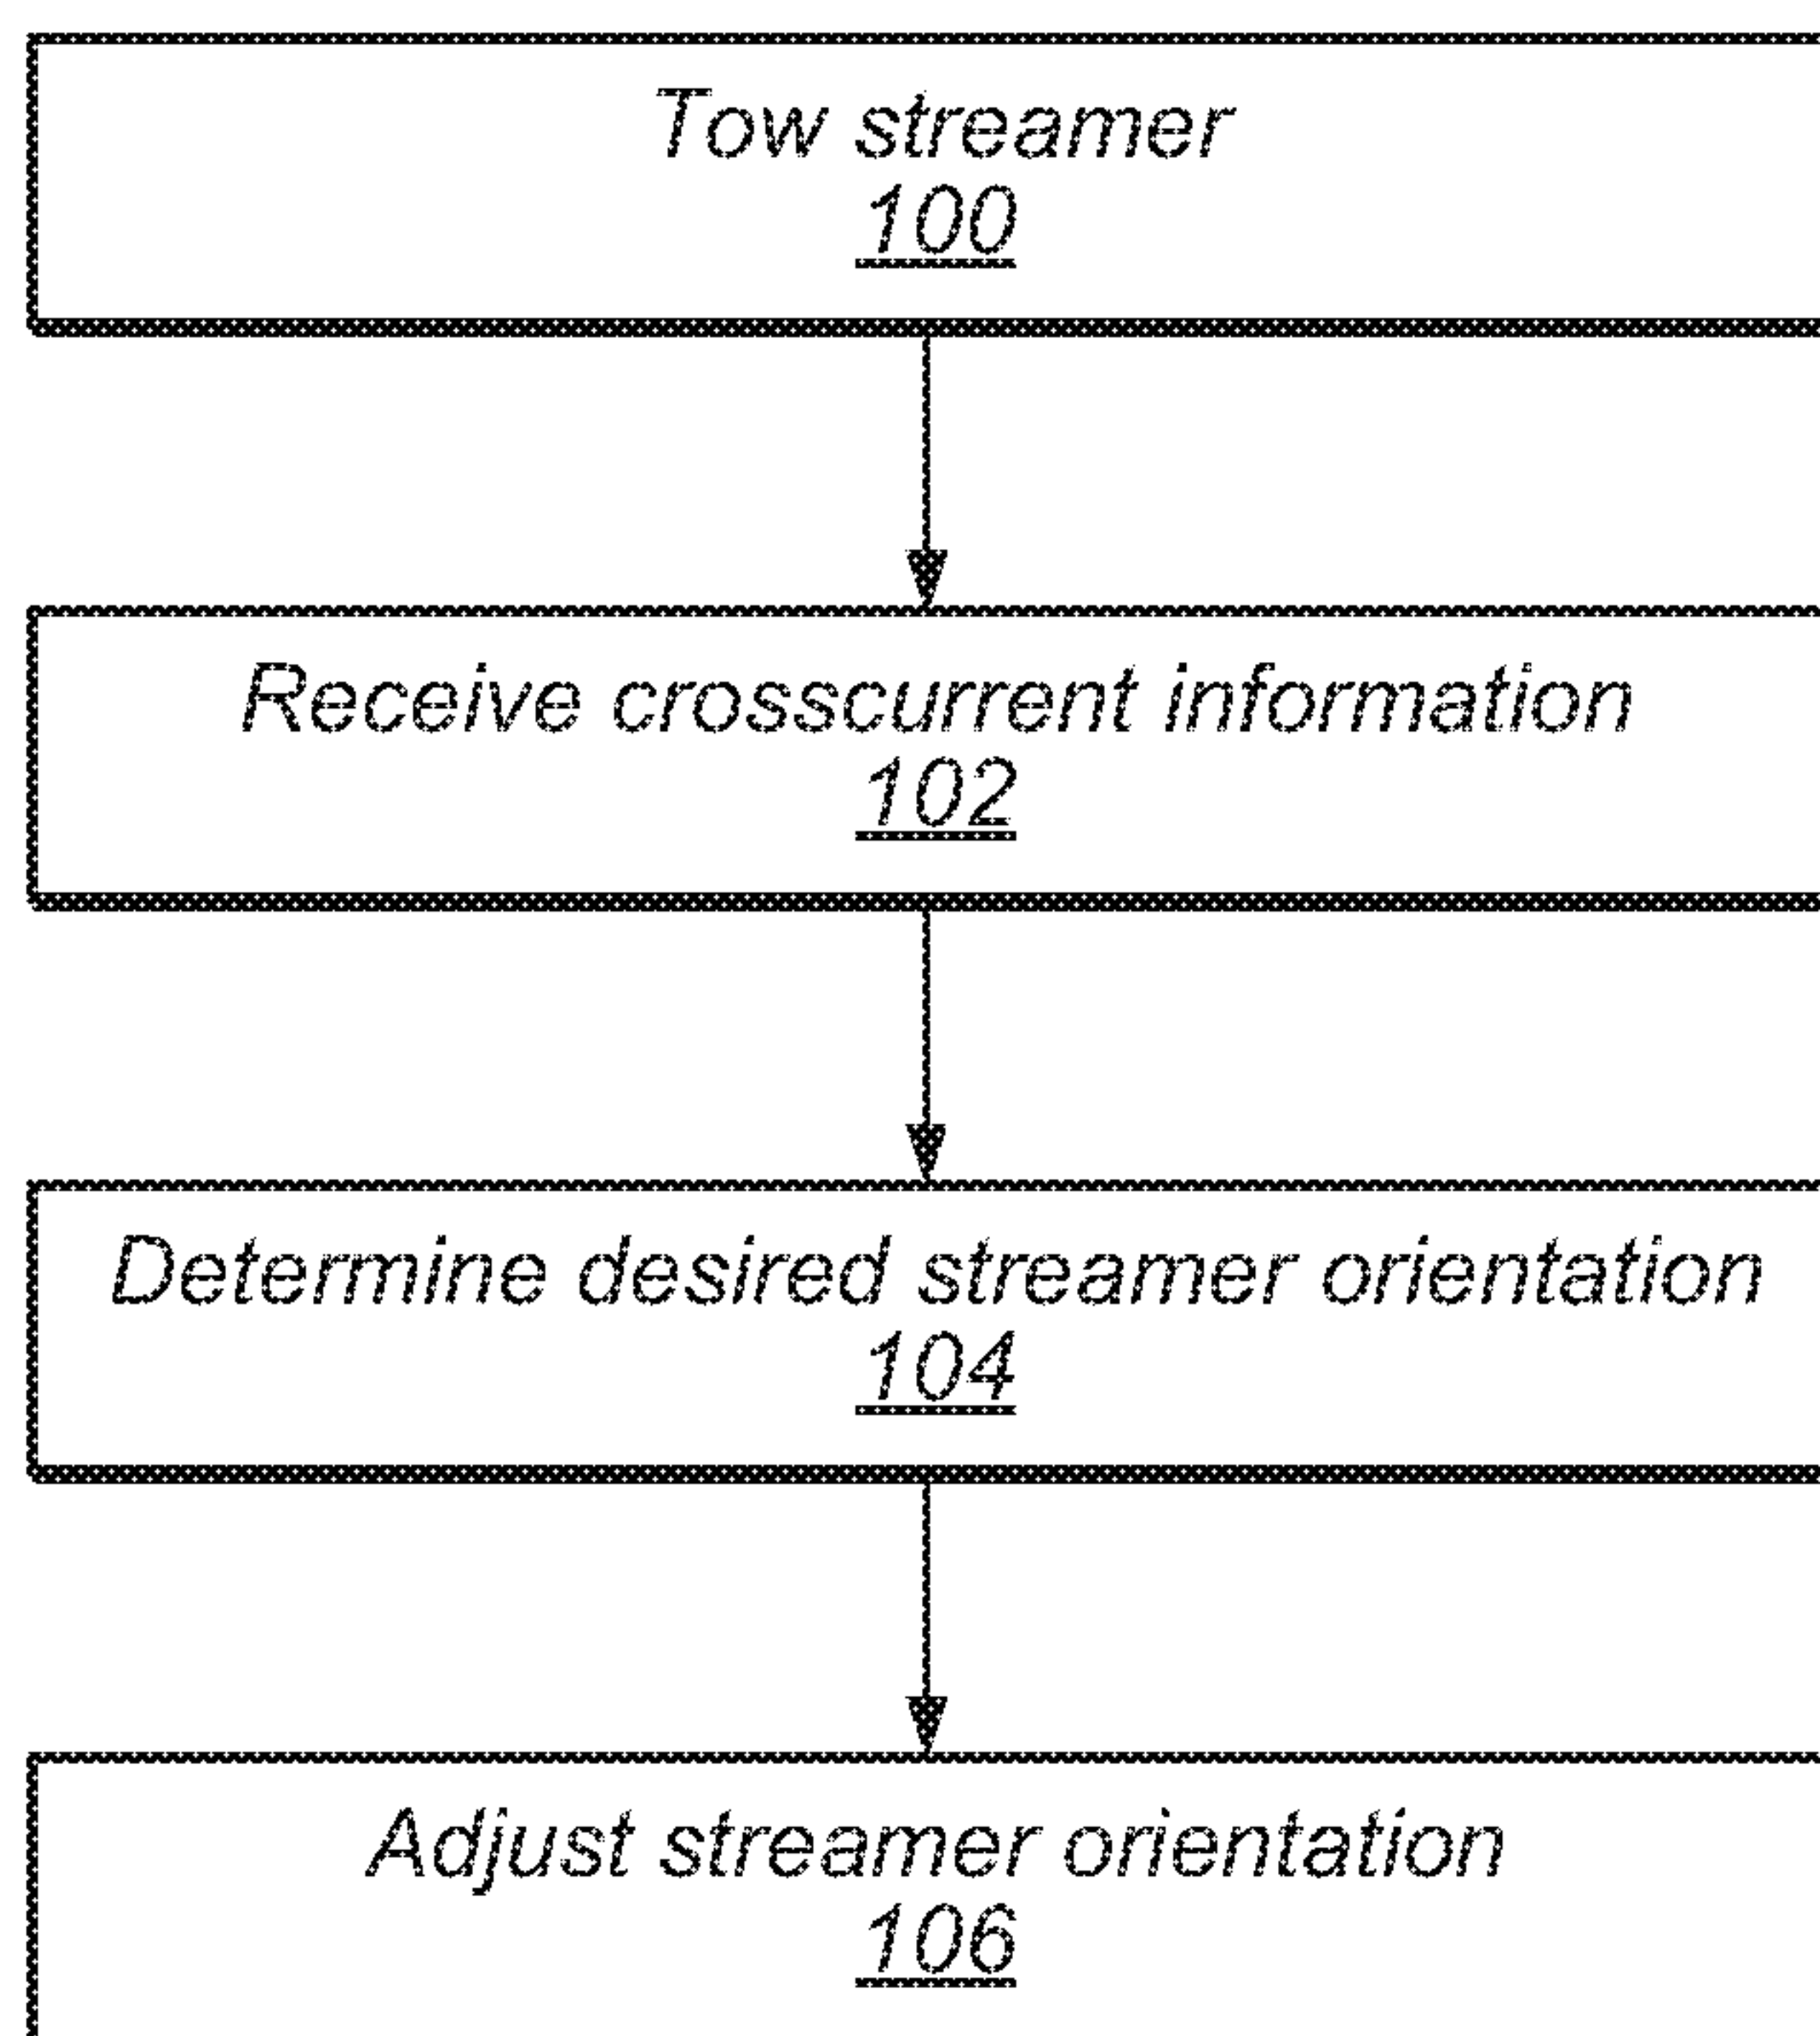 Tow streamer
100
Receive crosscurrent information
102
Determine desired streamer orientation
104
Adjust streamer orientation
106